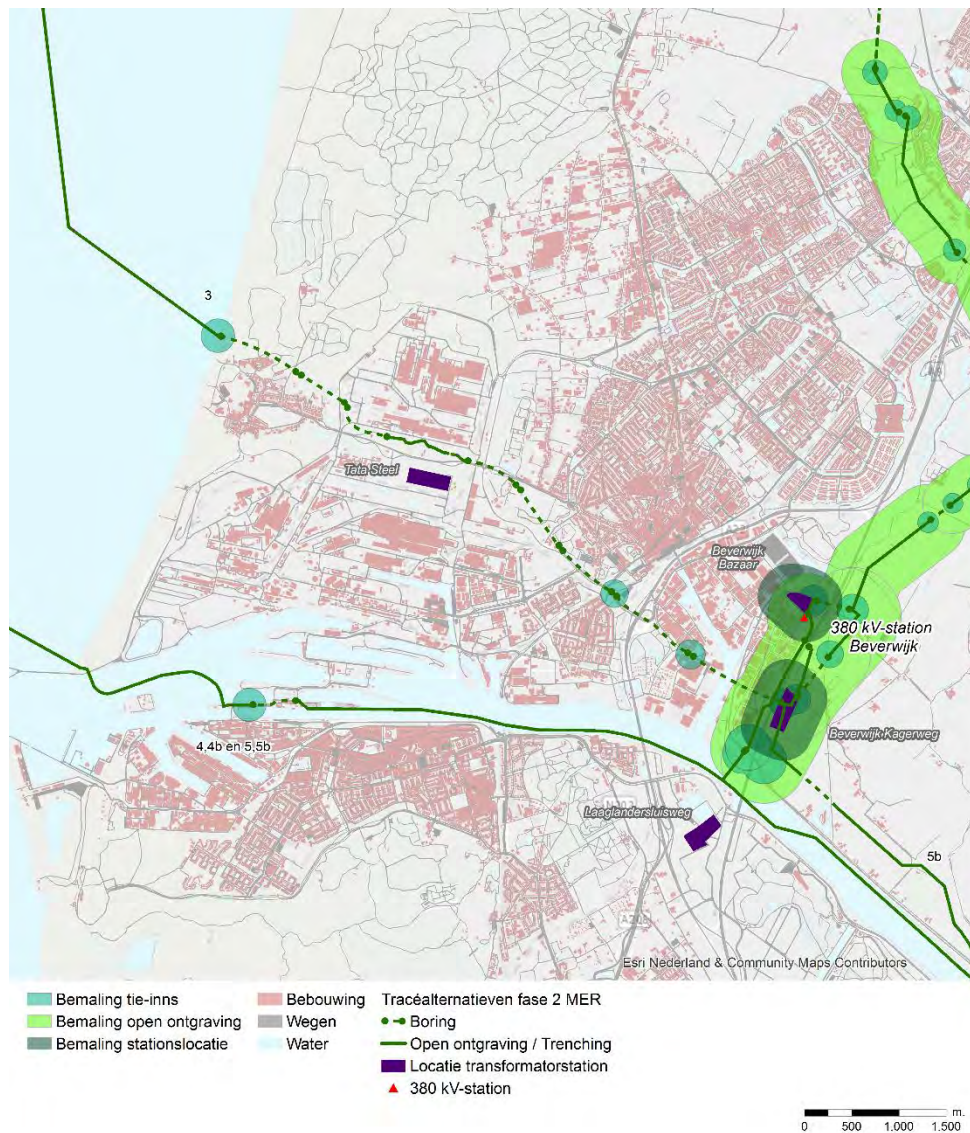 3
Tata Steel
Beverwijk
Bazaar
380 kV-station
Beverwijk
4,4b en 5,5b
Beverwijk Kagerweg
Laaglandersluisweg
5b
Esri Nederland & Community Maps Contributors
Bemaling tie-inns
Bemaling open ontgraving
Bemaling stationslocatie
Bebouwing
Wegen
Water
Tracéalternatieven fase 2 MER
Boring
Open ontgraving / Trenching
Locatie transformatorstation
380 kV-station
m.
0 500 1.000 1.500